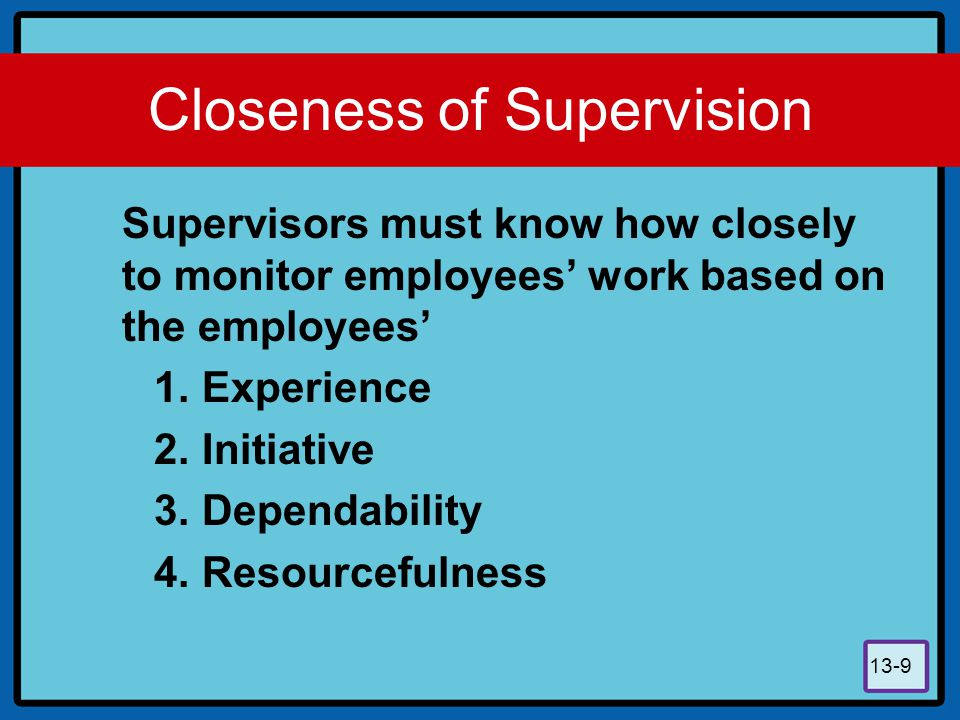 Closeness of Supervision
Supervisors must know how closely
to monitor employees’ work based on
the employees’
1. Experience
2. Initiative
3. Dependability
4. Resourcefulness
13-9